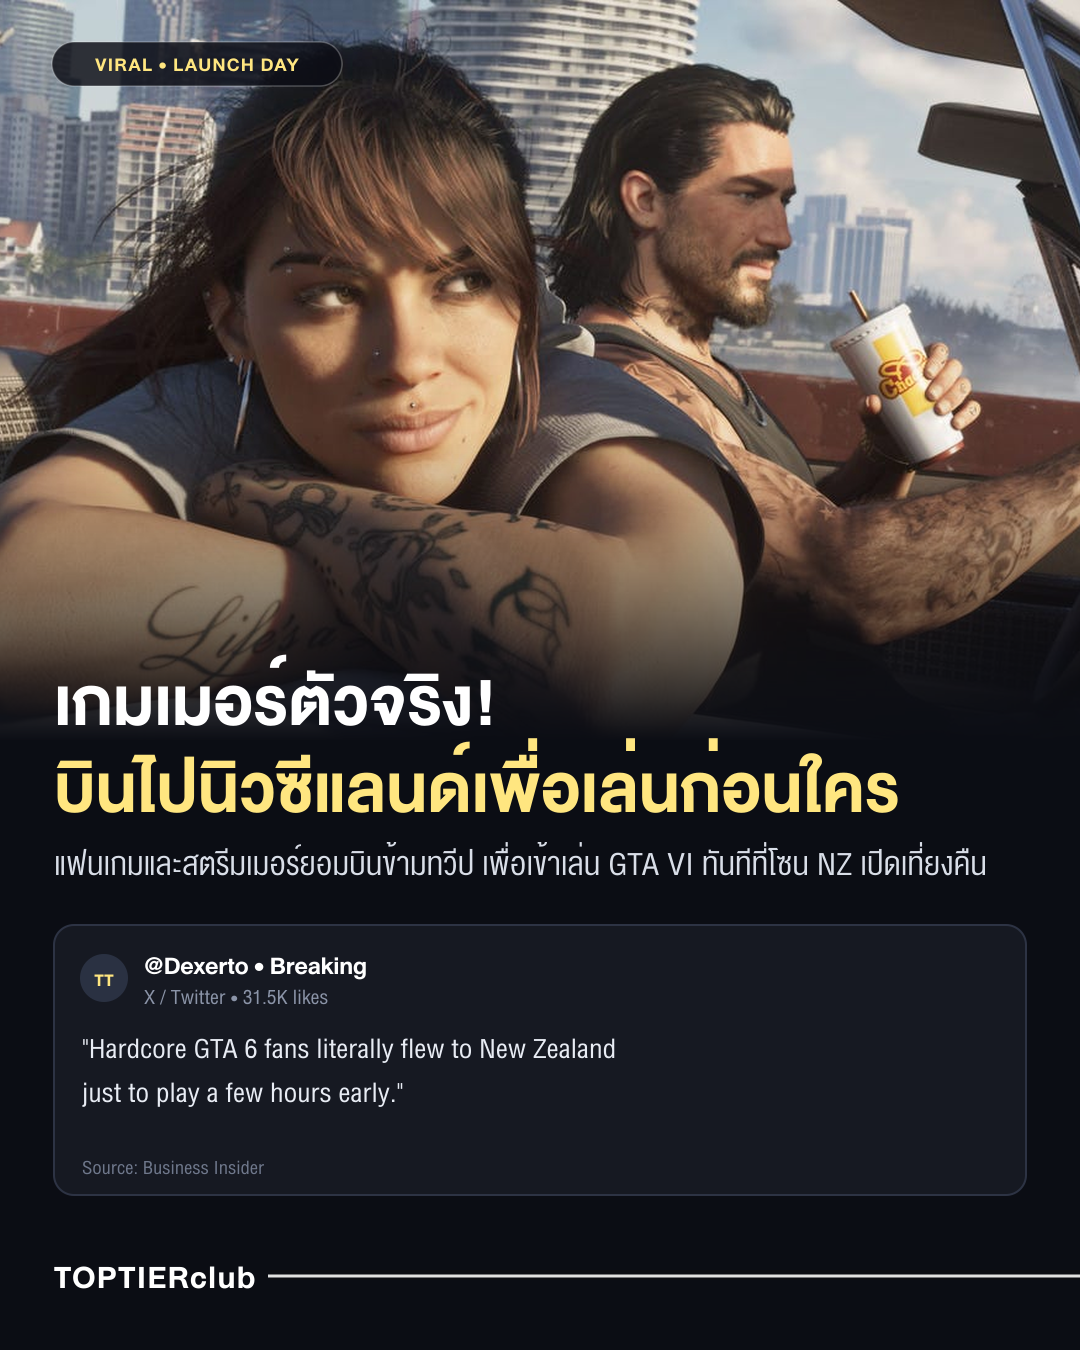 VIRAL • LAUNCH DAY
Life's a
เกมเมอร์ตัวจริง!
บินไปนิวซีแลนด์เพื่อเล่นก่อนใคร
แฟนเกมและสตรีมเมอร์ยอมบินข้ามทวีป เพื่อเข้าเล่น GTA VI ทันทีที่โซน NZ เปิดเที่ยงคืน
TT
@Dexerto • Breaking
X / Twitter • 31.5K likes
"Hardcore GTA 6 fans literally flew to New Zealand
just to play a few hours early."
Source: Business Insider
TOPTIERclub